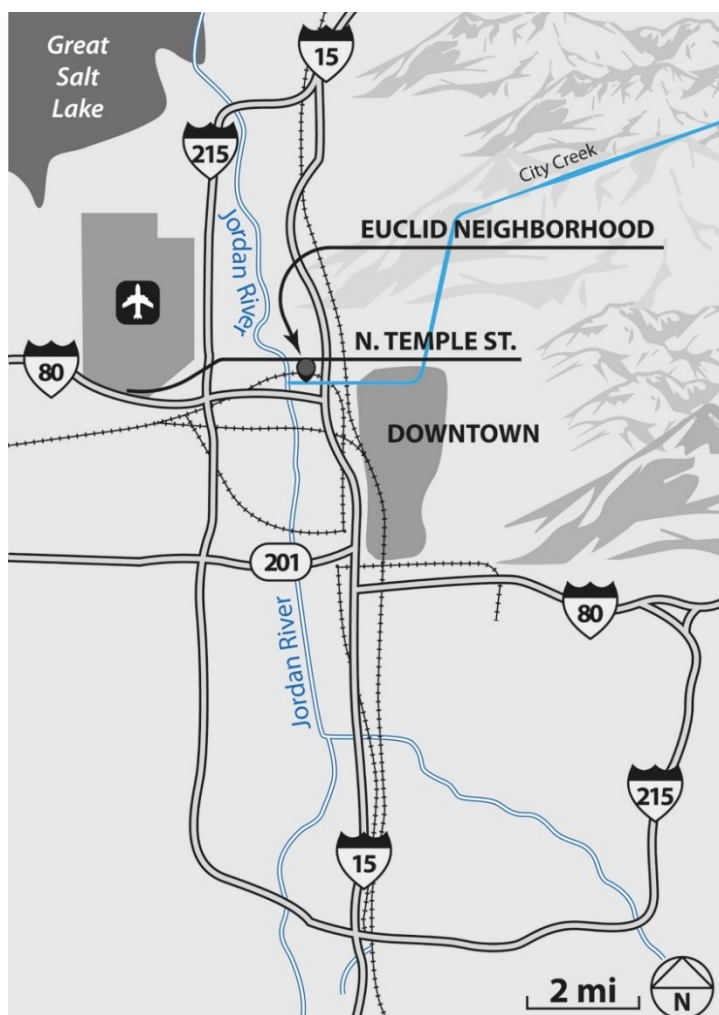 Great
Salt
Lake
15
215
City Creek
Jordan River
EUCLID NEIGHBORHOOD
N. TEMPLE ST.
80
DOWNTOWN
201
80
Jordan River
215
15
2 mi
N